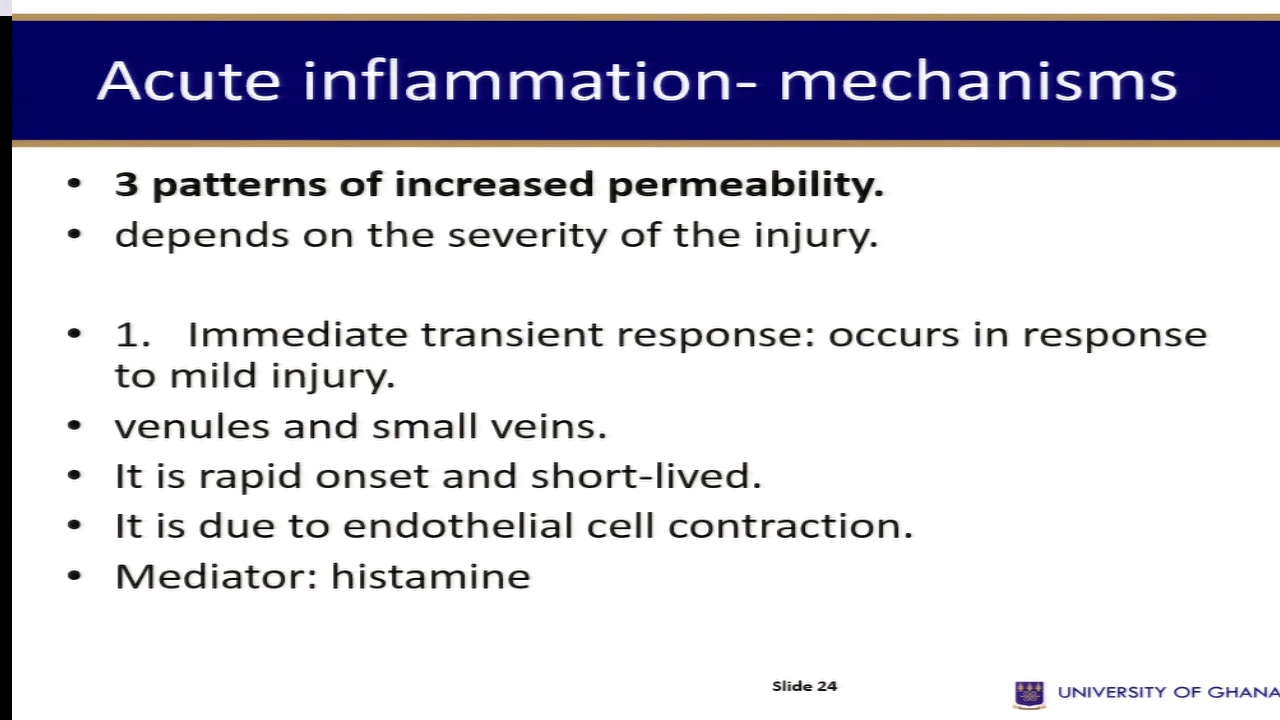 Acute inflammation- mechanisms
• 3 patterns of increased permeability.
• depends on the severity of the injury.
• 1. Immediate transient response: occurs in response
to mild injury.
• venules and small veins.
• It is rapid onset and short-lived.
• It is due to endothelial cell contraction.
• Mediator: histamine
Slide 24
UNIVERSITY OF GHANA